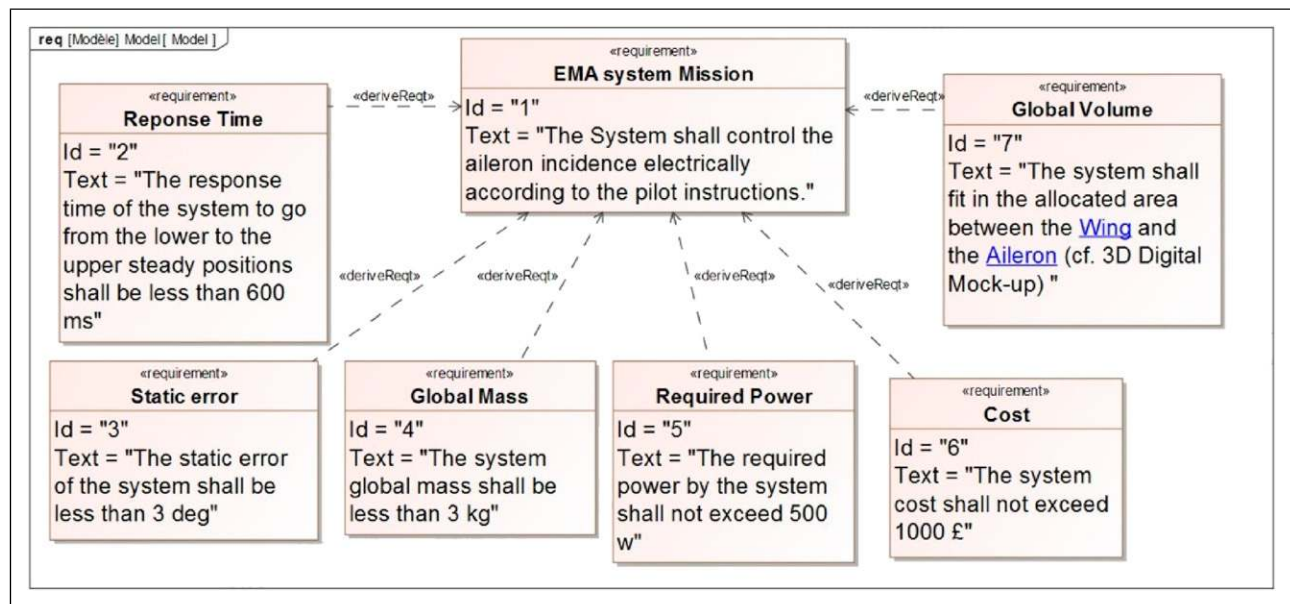 req [Modèle] Model[ Model ]
«requirement»
EMA system Mission
Id = "1"
Text = "The System shall control the
aileron incidence electrically
according to the pilot instructions."
«requirement»
Reponse Time
Id = "2"
Text = "The response
time of the system to go
from the lower to the
upper steady positions
shall be less than 600
ms"
«deriveReqt»
«deriveReqt»
«requirement»
Global Volume
Id = "7"
Text = "The system shall
fit in the allocated area
between the Wing and
the Aileron (cf. 3D Digital
Mock-up) "
«deriveReqt»
«deriveReqt»
«deriveReqt»
«deriveReqt»
«requirement»
Static error
Id = "3"
Text = "The static error
of the system shall be
less than 3 deg"
«requirement»
Global Mass
Id = "4"
Text = "The system
global mass shall be
less than 3 kg"
«requirement»
Required Power
Id = "5"
Text = "The required
power by the system
shall not exceed 500
w"
«requirement»
Cost
Id = "6"
Text = "The system
cost shall not exceed
1000 £"